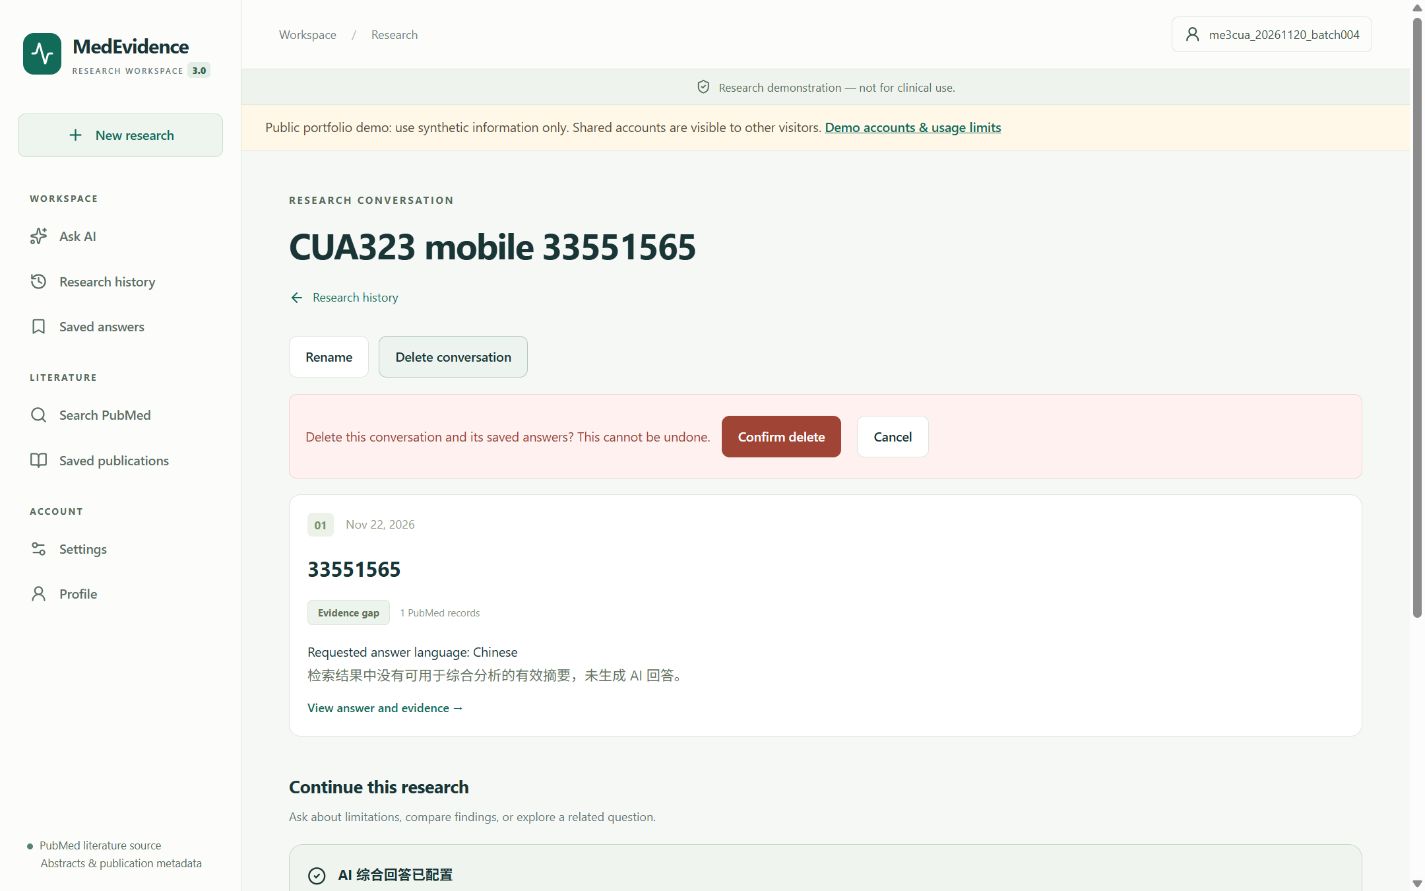 MedEvidence
RESEARCH WORKSPACE 3.0
New research
WORKSPACE
Ask AI
Research history
Saved answers
LITERATURE
Search PubMed
Saved publications
ACCOUNT
Settings
Profile
PubMed literature source
Abstracts & publication metadata
Workspace / Research
me3cua_20261120_batch004
Research demonstration — not for clinical use.
Public portfolio demo: use synthetic information only. Shared accounts are visible to other visitors. Demo accounts & usage limits
RESEARCH CONVERSATION
CUA323 mobile 33551565
← Research history
Rename
Delete conversation
Delete this conversation and its saved answers? This cannot be undone.
Confirm delete
Cancel
01 Nov 22, 2026
33551565
Evidence gap 1 PubMed records
Requested answer language: Chinese
检索结果中没有可用于综合分析的有效摘要，未生成 AI 回答。
View answer and evidence →
Continue this research
Ask about limitations, compare findings, or explore a related question.
AI 综合回答已配置